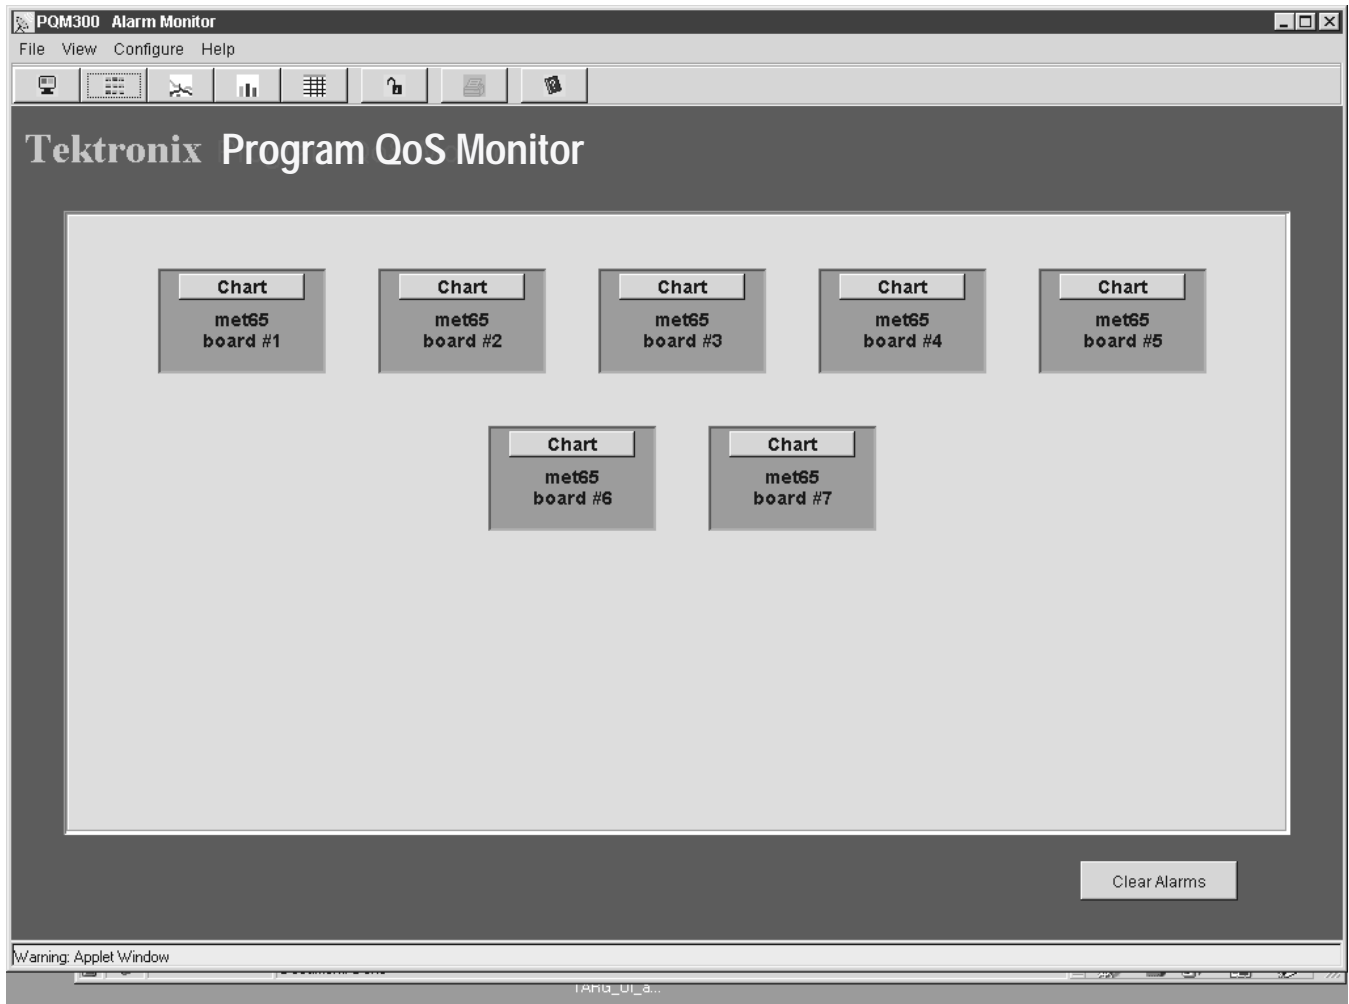 PQM300 Alarm Monitor
File View Configure Help
Tektronix Program QoS Monitor
Chart Chart Chart Chart Chart
met65 met65 met65 met65 met65
board #1 board #2 board #3 board #4 board #5
Chart Chart
met65 met65
board #6 board #7
Clear Alarms
Warning: Applet Window
TARG_UI_a...